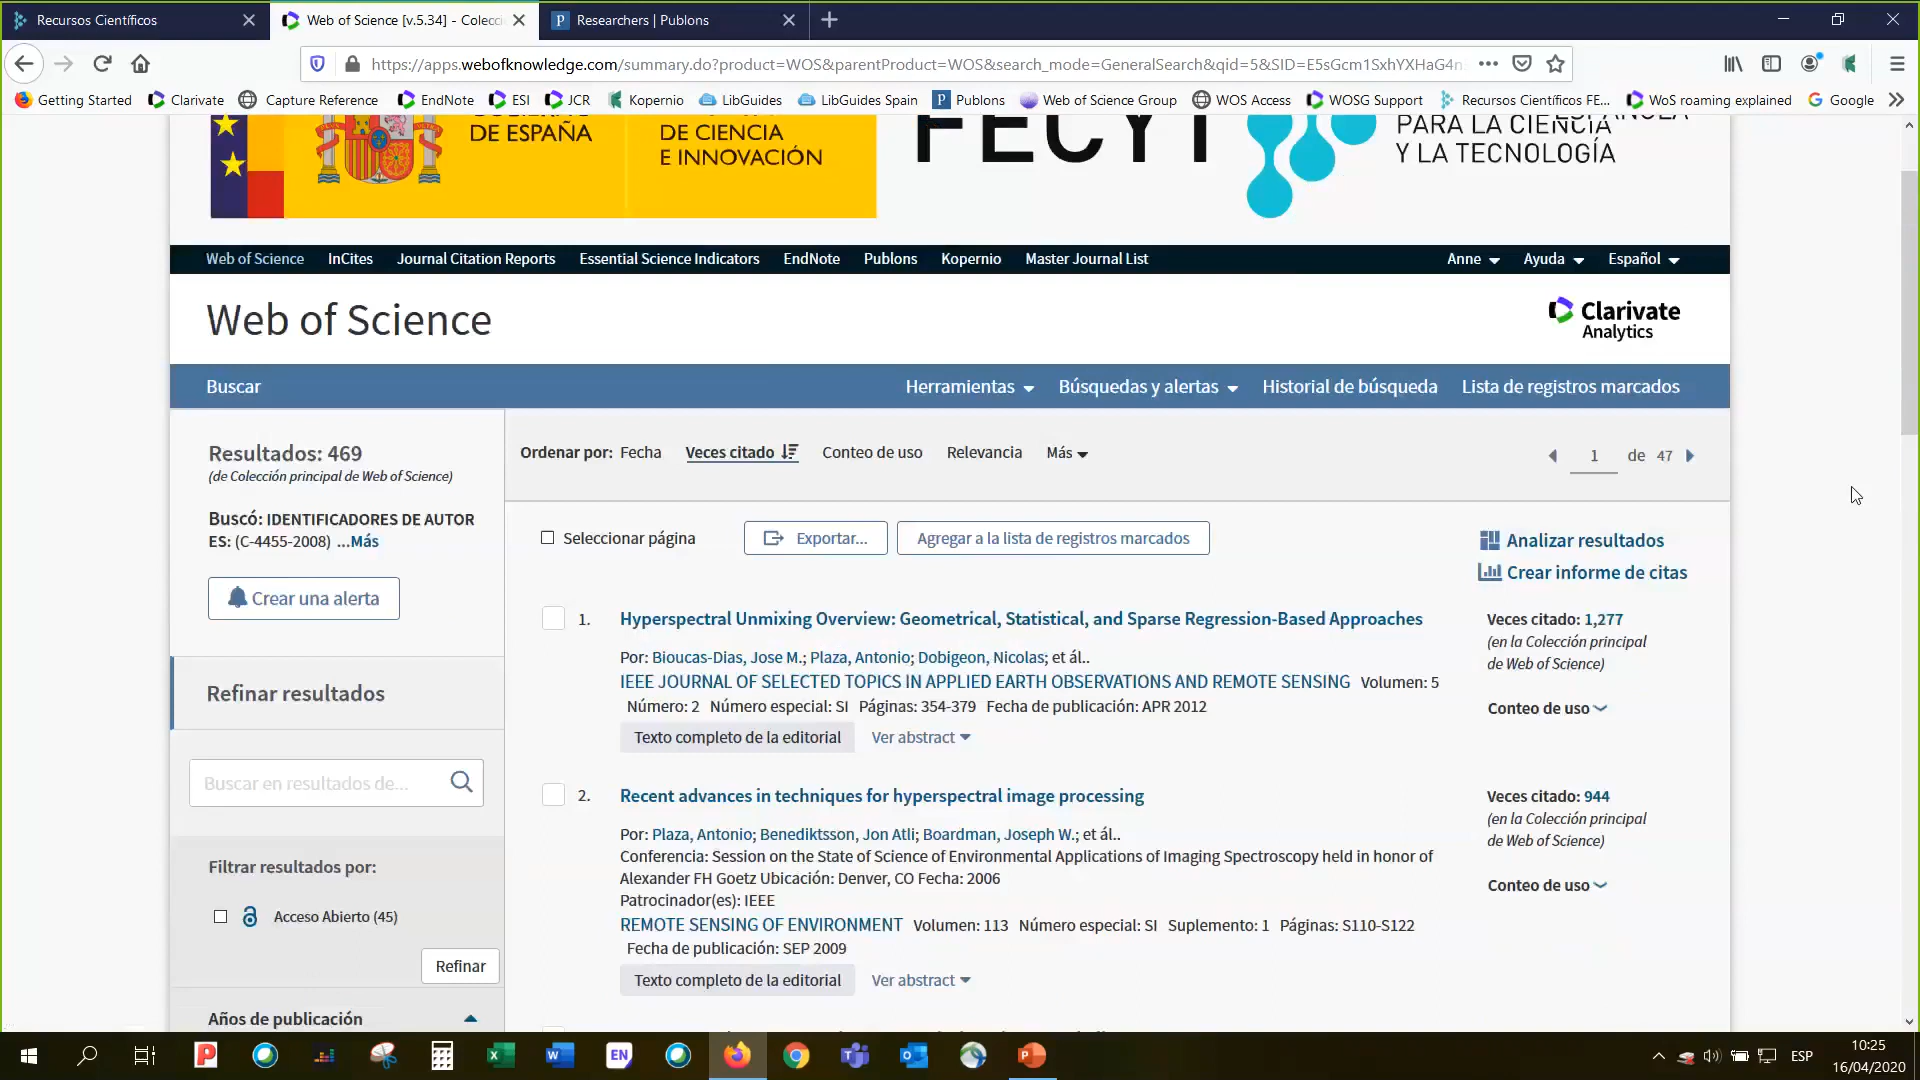 Recursos Científicos
Web of Science [v.5.34] - Colecci
Researchers | Publons
https://apps.webofknowledge.com/summary.do?product=WOS&parentProduct=WOS&search_mode=GeneralSearch&qid=5&SID=E5sGcm1SxhYXHaG4
Getting Started Clarivate Capture Reference EndNote ESI JCR Kopernio LibGuides LibGuides Spain Publons Web of Science Group WOS Access WOSG Support Recursos Científicos FE... WoS roaming explained Google
DE ESPAÑA
DE CIENCIA
E INNOVACIÓN
FECYT
ESPAÑOLA
PARA LA CIENCIA
Y LA TECNOLOGÍA
Web of Science InCites Journal Citation Reports Essential Science Indicators EndNote Publons Kopernio Master Journal List Anne Ayuda Español
Web of Science
Clarivate
Analytics
Buscar Herramientas Búsquedas y alertas Historial de búsqueda Lista de registros marcados
Resultados: 469
(de Colección principal de Web of Science)
Buscó: IDENTIFICADORES DE AUTOR
ES: (C-4455-2008) ...Más
Crear una alerta
Refinar resultados
Buscar en resultados de...
Filtrar resultados por:
Acceso Abierto (45)
Refinar
Años de publicación
Ordenar por: Fecha Veces citado Conteo de uso Relevancia Más
1 de 47
Seleccionar página Exportar... Agregar a la lista de registros marcados
Analizar resultados
Crear informe de citas
1. Hyperspectral Unmixing Overview: Geometrical, Statistical, and Sparse Regression-Based Approaches
Por: Bioucas-Dias, Jose M.; Plaza, Antonio; Dobigeon, Nicolas; et ál..
IEEE JOURNAL OF SELECTED TOPICS IN APPLIED EARTH OBSERVATIONS AND REMOTE SENSING Volumen: 5
Número: 2 Número especial: SI Páginas: 354-379 Fecha de publicación: APR 2012
Texto completo de la editorial Ver abstract
Veces citado: 1,277
(en la Colección principal
de Web of Science)
Conteo de uso
2. Recent advances in techniques for hyperspectral image processing
Por: Plaza, Antonio; Benediktsson, Jon Atli; Boardman, Joseph W.; et ál..
Conferencia: Session on the State of Science of Environmental Applications of Imaging Spectroscopy held in honor of
Alexander FH Goetz Ubicación: Denver, CO Fecha: 2006
Patrocinador(es): IEEE
REMOTE SENSING OF ENVIRONMENT Volumen: 113 Número especial: SI Suplemento: 1 Páginas: S110-S122
Fecha de publicación: SEP 2009
Texto completo de la editorial Ver abstract
Veces citado: 944
(en la Colección principal
de Web of Science)
Conteo de uso
EN
ESP
10:25
16/04/2020